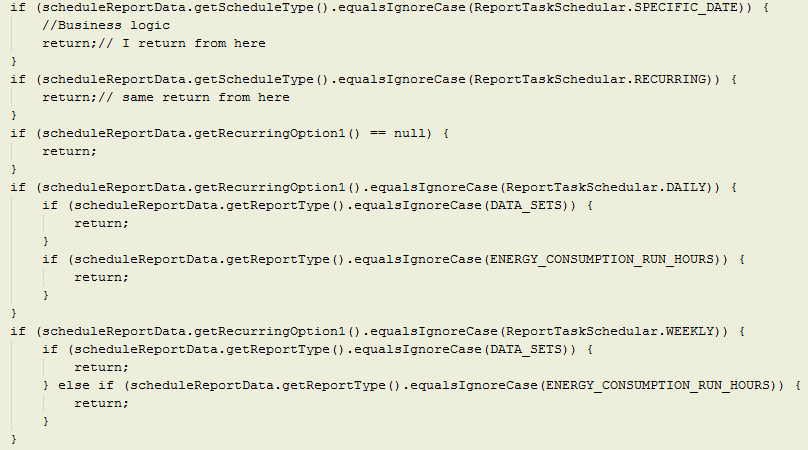 if (scheduleReportData.getScheduleType().equalsIgnoreCase(ReportTaskSchedular.SPECIFIC_DATE)) {
    //Business logic
    return;// I return from here
}
if (scheduleReportData.getScheduleType().equalsIgnoreCase(ReportTaskSchedular.RECURRING)) {
    return;// same return from here
}
if (scheduleReportData.getRecurringOption1() == null) {
    return;
}
if (scheduleReportData.getRecurringOption1().equalsIgnoreCase(ReportTaskSchedular.DAILY)) {
    if (scheduleReportData.getReportType().equalsIgnoreCase(DATA_SETS)) {
        return;
    }
    if (scheduleReportData.getReportType().equalsIgnoreCase(ENERGY_CONSUMPTION_RUN_HOURS)) {
        return;
    }
}
if (scheduleReportData.getRecurringOption1().equalsIgnoreCase(ReportTaskSchedular.WEEKLY)) {
    if (scheduleReportData.getReportType().equalsIgnoreCase(DATA_SETS)) {
        return;
    } else if (scheduleReportData.getReportType().equalsIgnoreCase(ENERGY_CONSUMPTION_RUN_HOURS)) {
        return;
    }
}